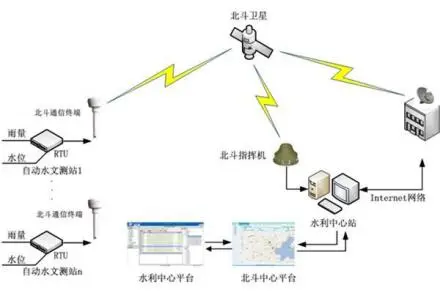 北斗卫星
北斗通信终端
雨量
水位
RTU
自动水文测站1
北斗指挥机
Internet网络
水利中心站
北斗通信终端
雨量
水位
RTU
自动水文测站n
水利中心平台
北斗中心平台